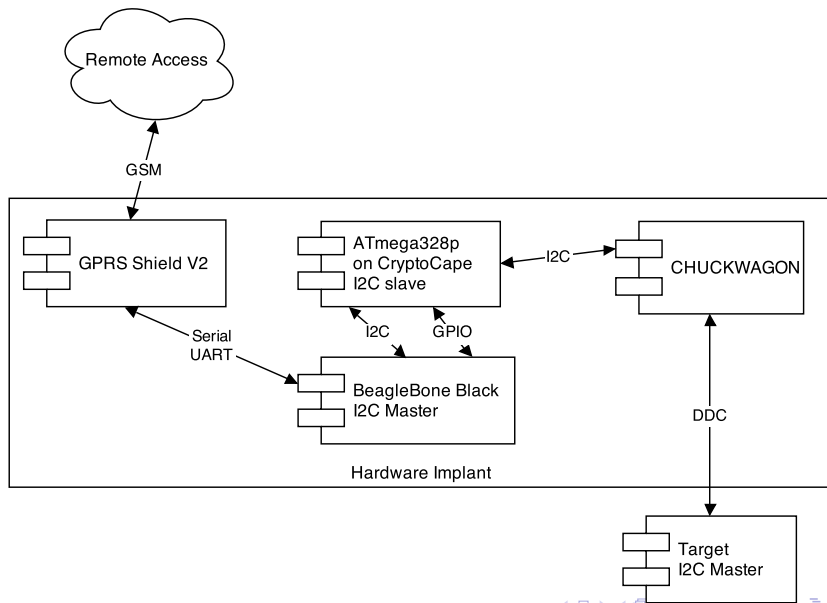 Remote Access
GSM
GPRS Shield V2
ATmega328p
on CryptoCape
I2C slave
I2C
CHUCKWAGON
Serial
UART
I2C
GPIO
BeagleBone Black
I2C Master
DDC
Hardware Implant
Target
I2C Master